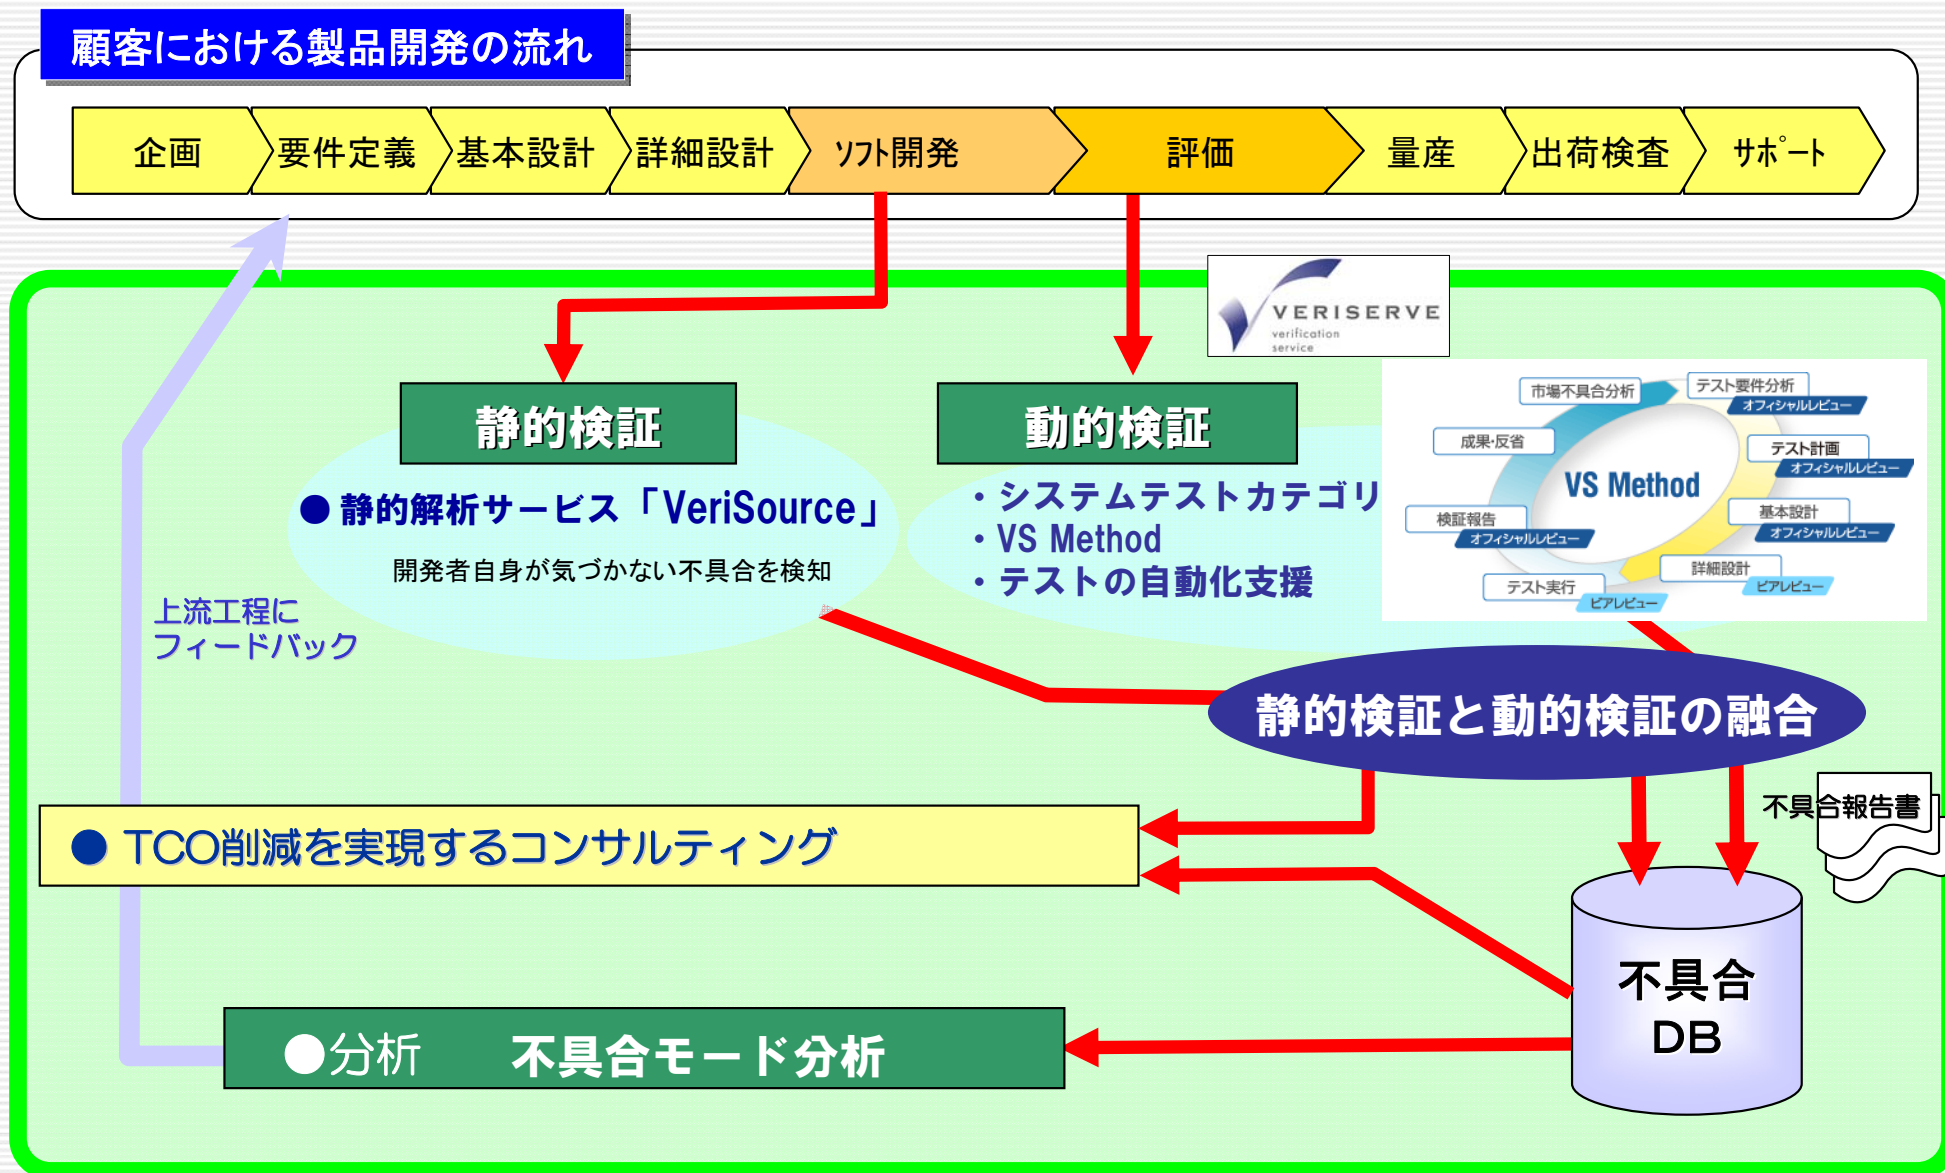 顧客における製品開発の流れ
企画
要件定義
基本設計
詳細設計
ｿﾌﾄ開発
評価
量産
出荷検査
ｻﾎﾟｰﾄ
VERISERVE
verification
service
静的検証
動的検証
● 静的解析サービス「VeriSource」
開発者自身が気づかない不具合を検知
・システムテストカテゴリ
・VS Method
・テストの自動化支援
市場不具合分析
テスト要件分析
オフィシャルレビュー
成果・反省
テスト計画
オフィシャルレビュー
VS Method
検証報告
オフィシャルレビュー
基本設計
オフィシャルレビュー
詳細設計
ピアレビュー
テスト実行
ピアレビュー
上流工程に
フィードバック
静的検証と動的検証の融合
不具合報告書
● TCO削減を実現するコンサルティング
不具合
DB
●分析 不具合モード分析